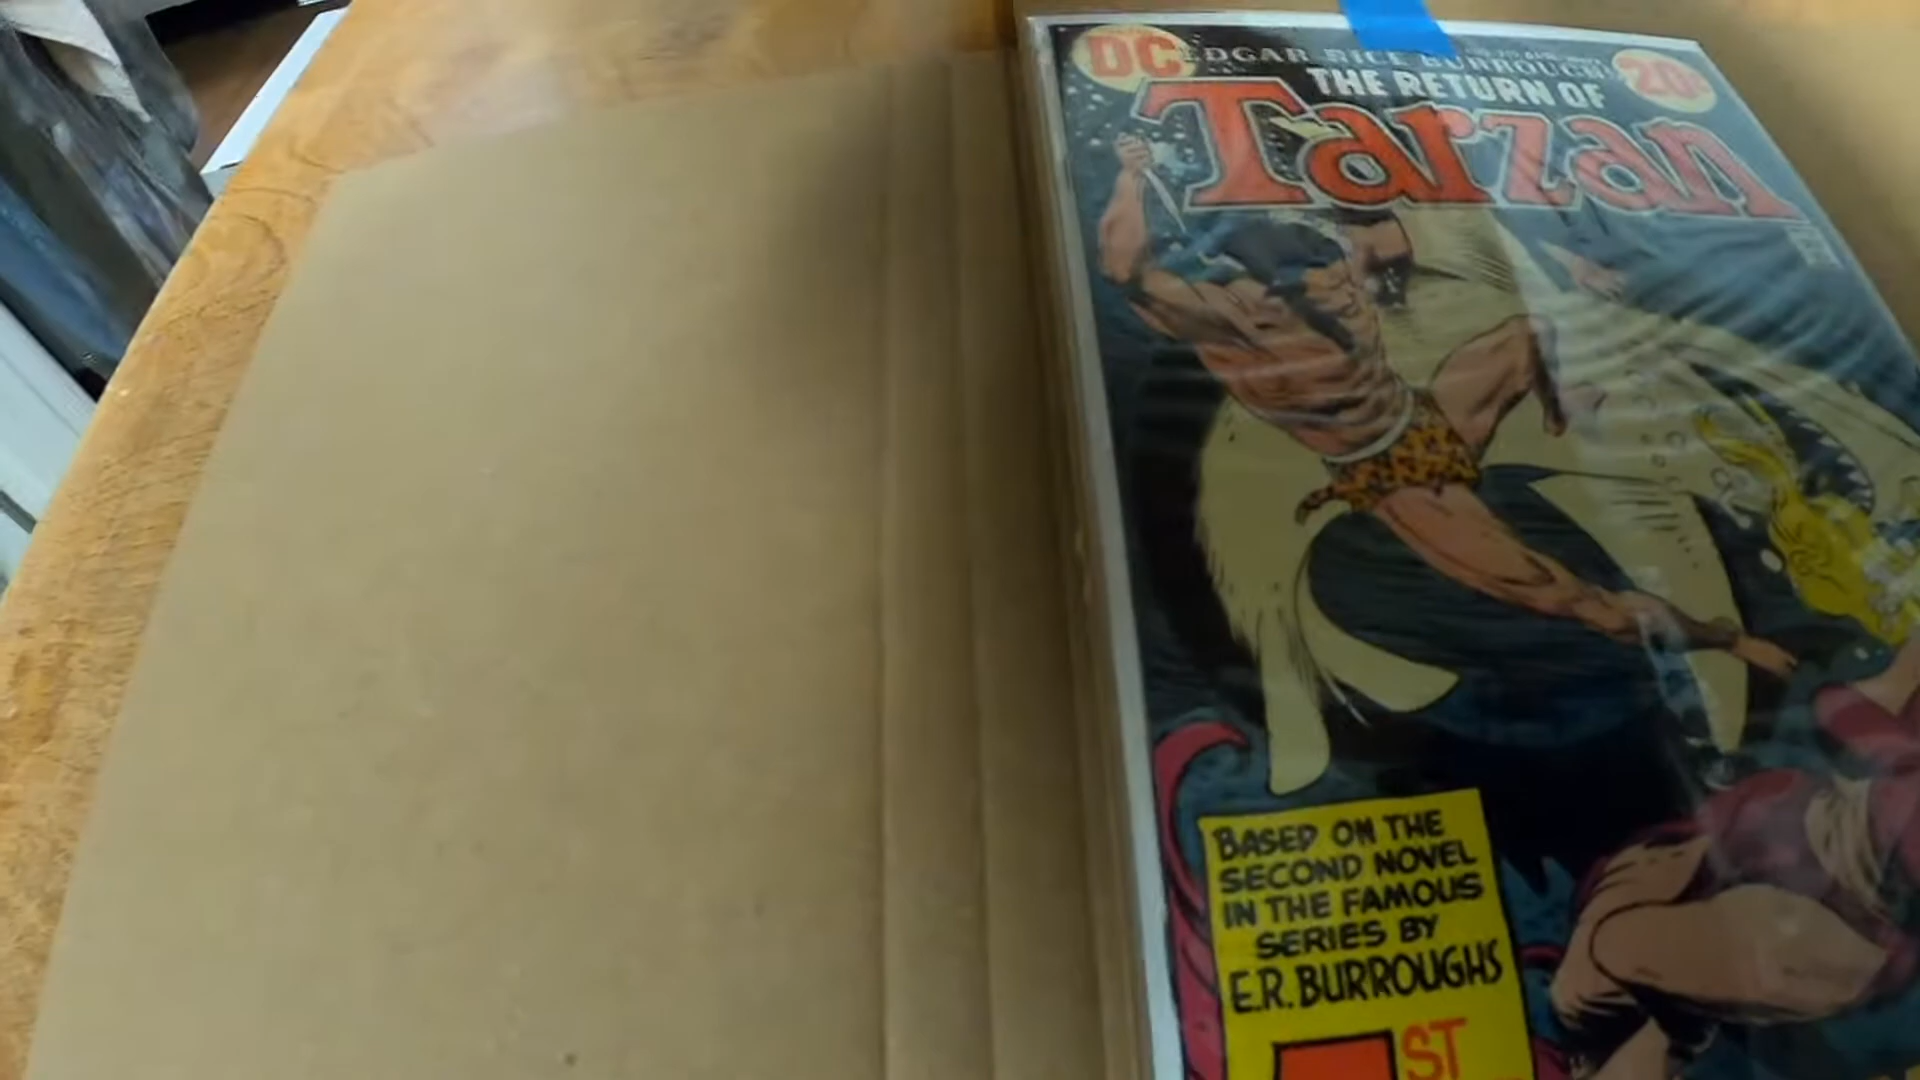 DC
EDGAR RICE BURROUGHS'
20¢
THE RETURN OF
Tarzan
BASED ON THE
SECOND NOVEL
IN THE FAMOUS
SERIES BY
E.R. BURROUGHS
1ST